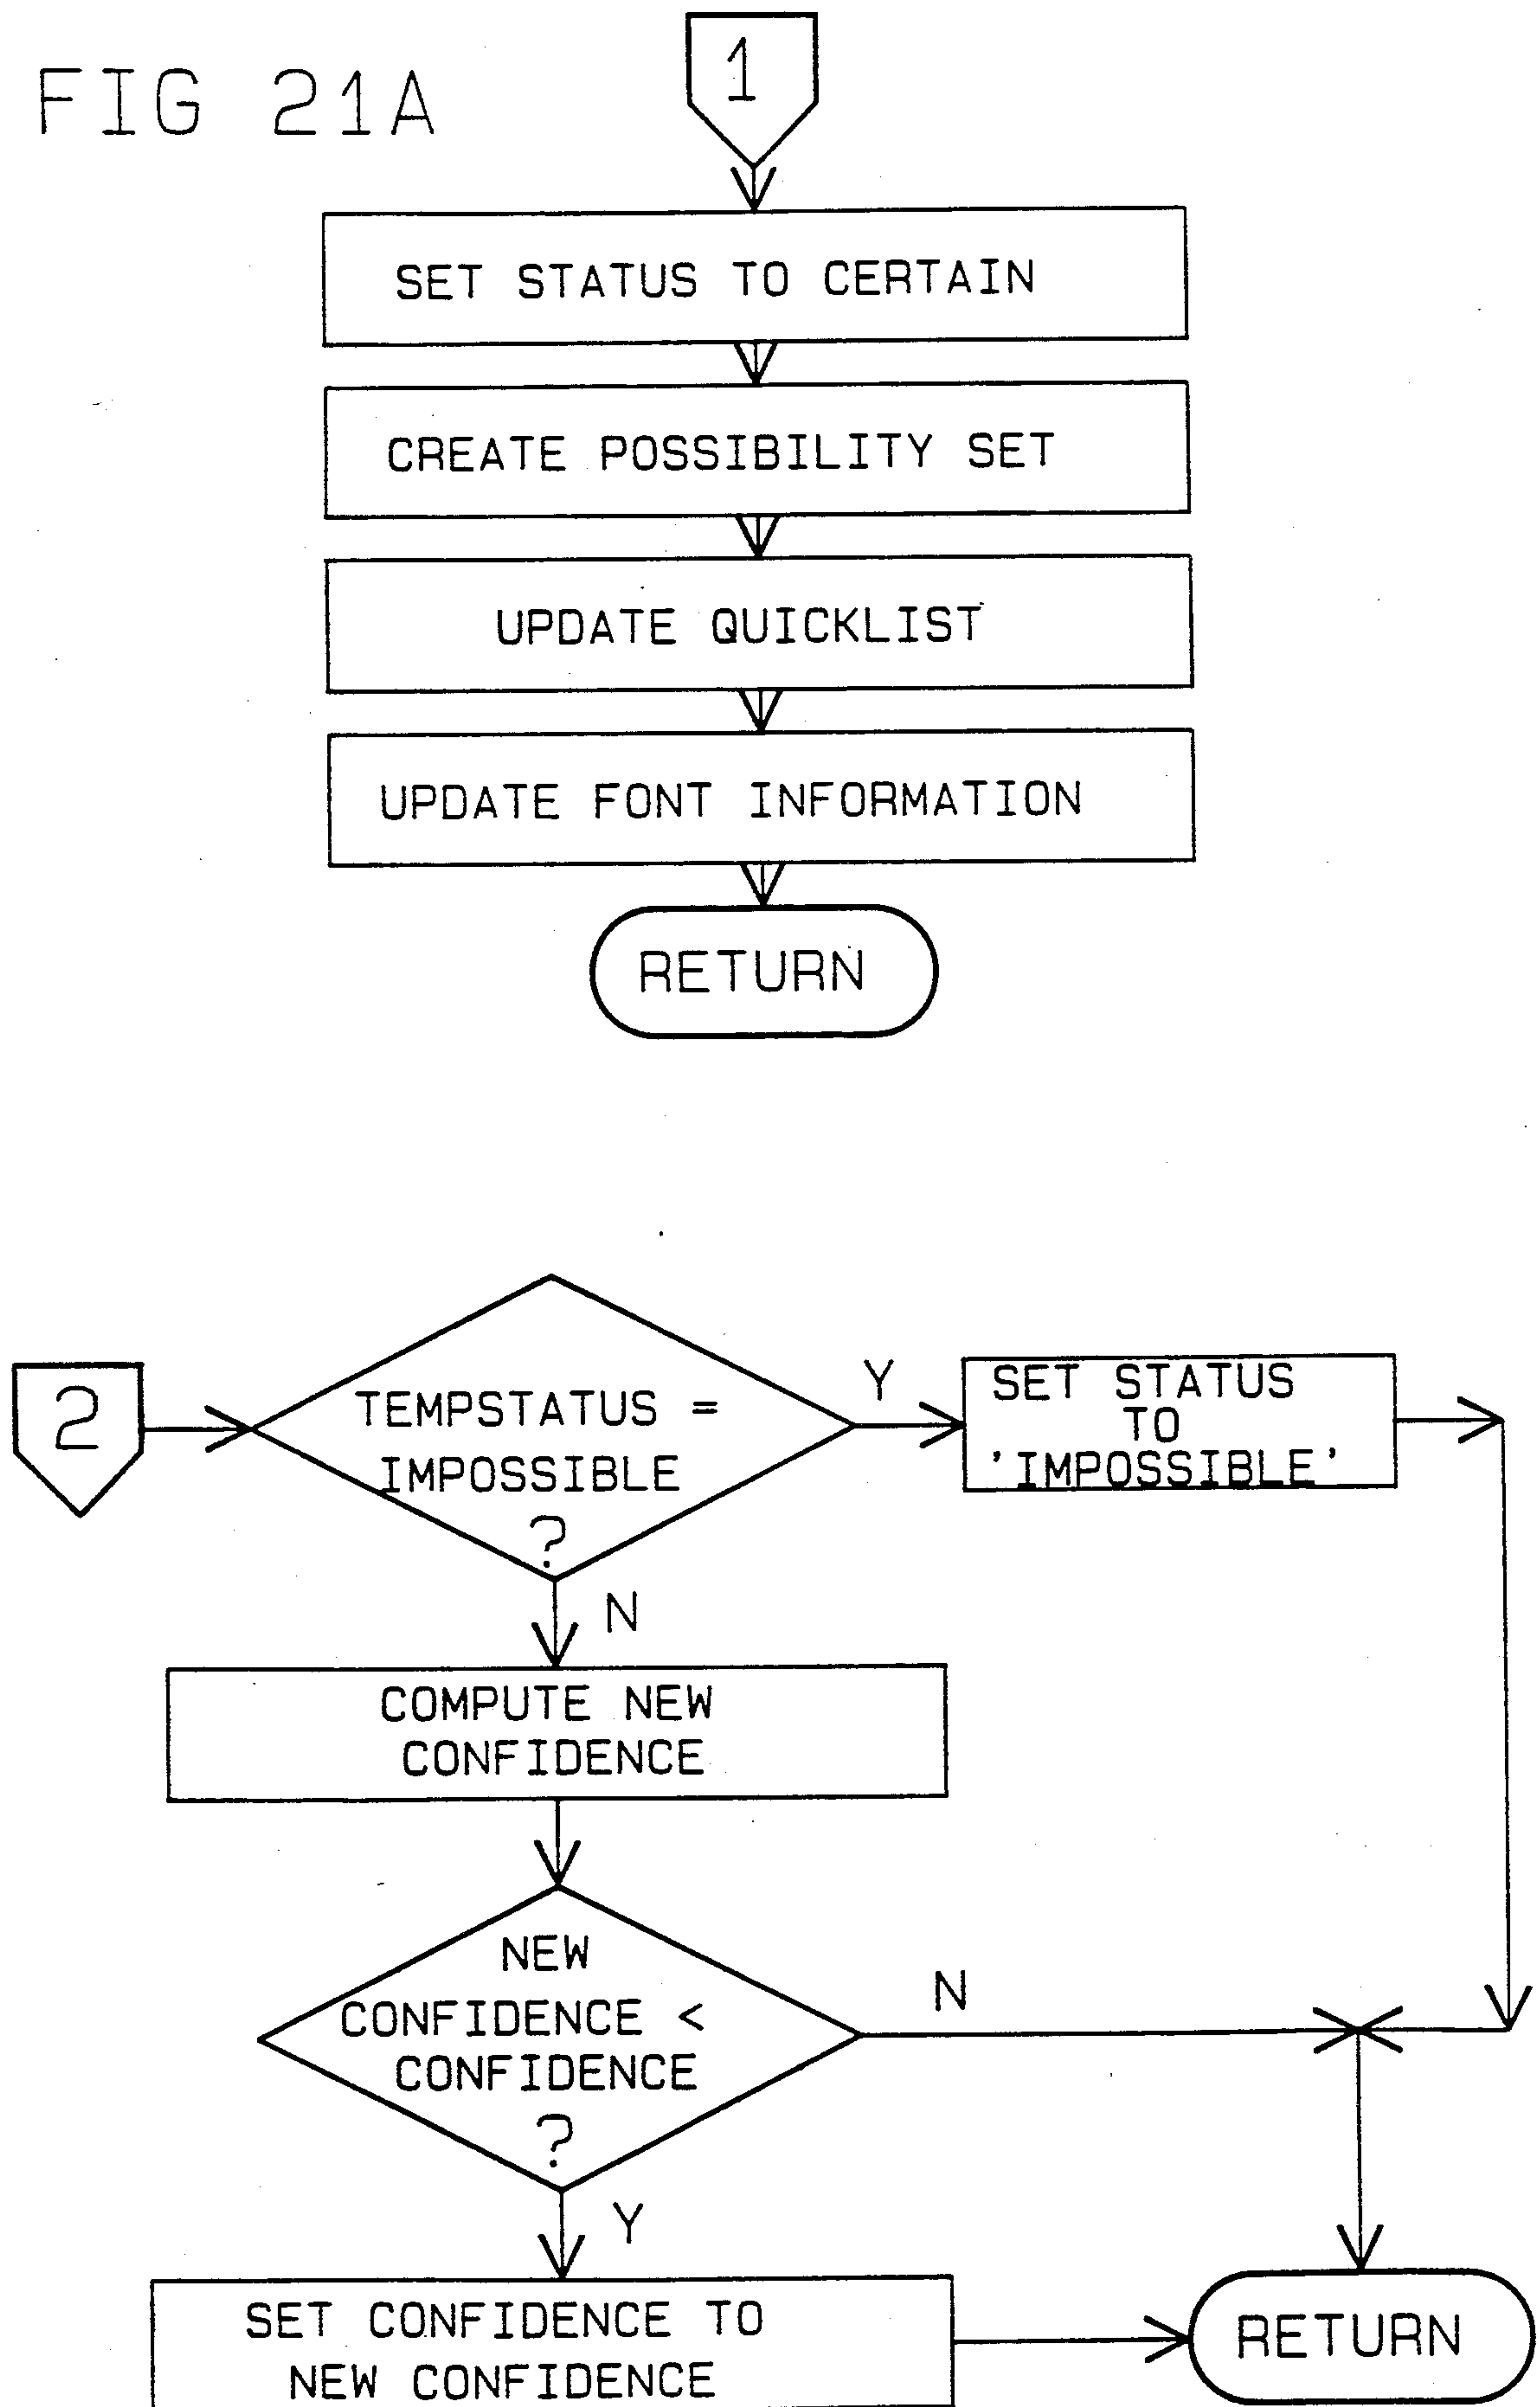 FIG 21A
1
SET STATUS TO CERTAIN
CREATE POSSIBILITY SET
UPDATE QUICKLIST
UPDATE FONT INFORMATION
RETURN
2
TEMPSTATUS =
IMPOSSIBLE
?
Y
SET STATUS
TO
'IMPOSSIBLE'
N
COMPUTE NEW
CONFIDENCE
NEW
CONFIDENCE <
CONFIDENCE
?
N
Y
SET CONFIDENCE TO
NEW CONFIDENCE
RETURN